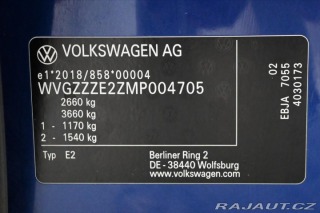 VOLKSWAGEN AG
e1*2018/858*00004
WVGZZZE2ZMP004705
2660 kg
3660 kg
1 - 1170 kg
2 - 1540 kg
Typ E2
Berliner Ring 2
DE - 38440 Wolfsburg
www.volkswagen.com
02
EBJA 7055
4030173
RAJAUT.CZ